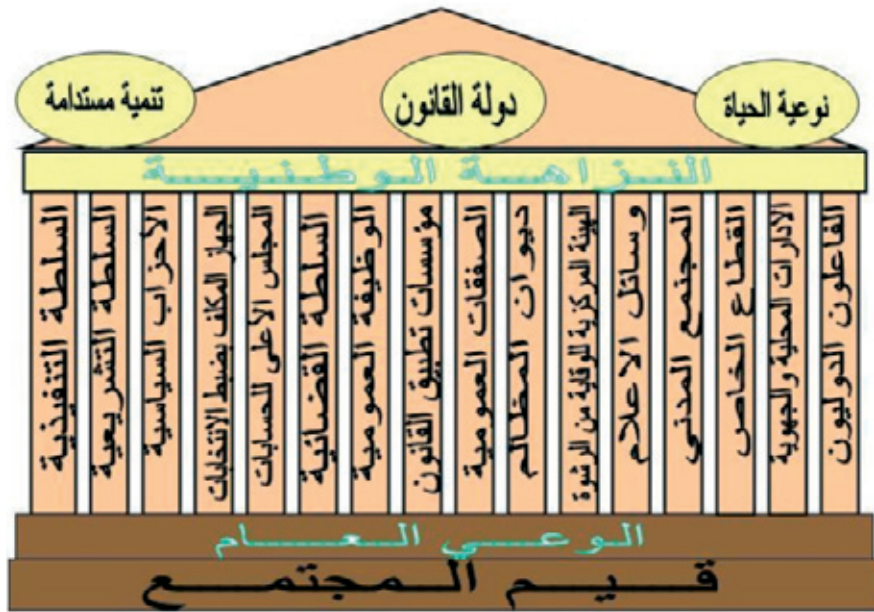 نوعية الحياة
دولة القانون
تنمية مستدامة
النزاهة الوطنية
الفاعلون الدوليون
الادارات المحلية والجهوية
القطاع الخاص
المجتمع المدني
وسائل الاعلام
الهيئة المركزية للوقاية من الرشوة
ديوان المظالم
الصفقات العمومية
مؤسسات تطبيق القانون
الوظيفة العمومية
السلطة القضائية
المجلس الأعلى للحسابات
الجهاز المكلف بضبط الانتخابات
الأحزاب السياسية
السلطة التشريعية
السلطة التنفيذية
الوعي العام
قيم المجتمع